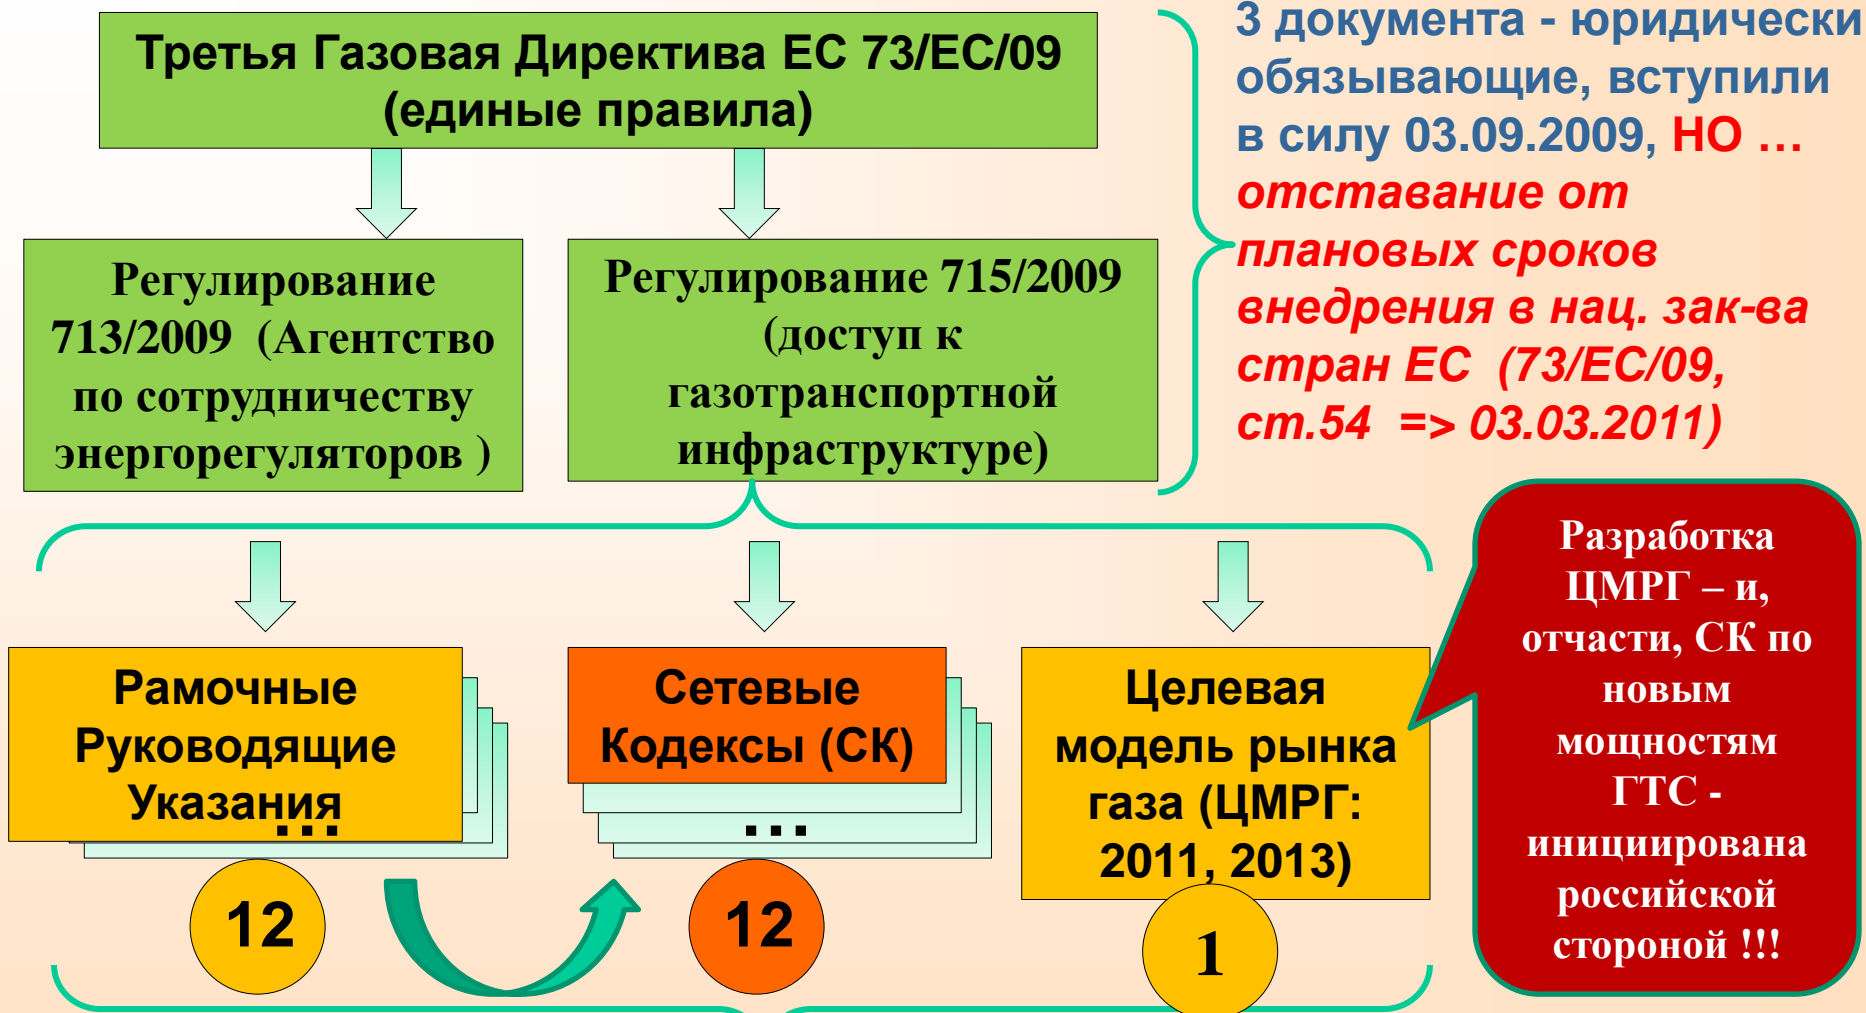 Третья Газовая Директива ЕС 73/ЕС/09
(единые правила)
3 документа - юридически
обязывающие, вступили
в силу 03.09.2009, НО ...
отставание от
плановых сроков
внедрения в нац. зак-ва
стран ЕС (73/ЕС/09,
ст.54 => 03.03.2011)
Регулирование
713/2009 (Агентство
по сотрудничеству
энергорегуляторов )
Регулирование 715/2009
(доступ к
газотранспортной
инфраструктуре)
Разработка
ЦМРГ – и,
отчасти, СК по
новым
мощностям
ГТС -
инициирована
российской
стороной !!!
Рамочные
Руководящие
Указания
...
Сетевые
Кодексы (СК)
...
Целевая
модель рынка
газа (ЦМРГ:
2011, 2013)
12
12
1